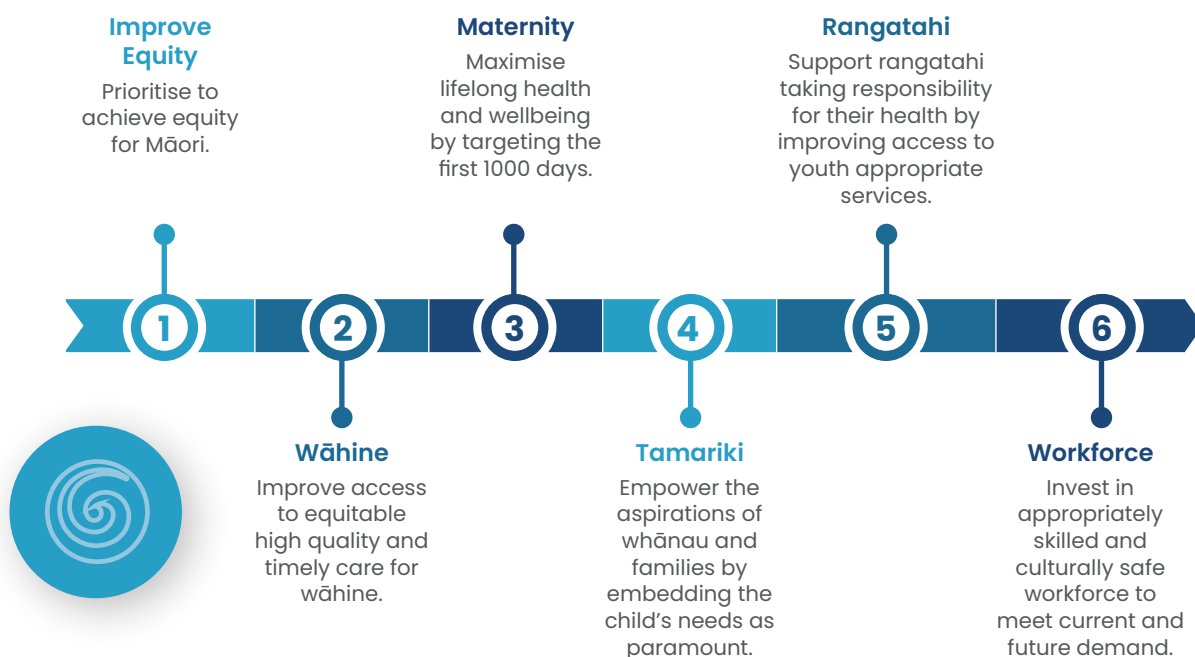 Improve
Equity
Prioritise to
achieve equity
for Māori.
Maternity
Maximise
lifelong health
and wellbeing
by targeting the
first 1000 days.
Rangatahi
Support rangatahi
taking responsibility
for their health by
improving access to
youth appropriate
services.
1
2
3
4
5
6
Wāhine
Improve access
to equitable
high quality and
timely care for
wāhine.
Tamariki
Empower the
aspirations of
whānau and
families by
embedding the
child's needs as
paramount.
Workforce
Invest in
appropriately
skilled and
culturally safe
workforce to
meet current and
future demand.